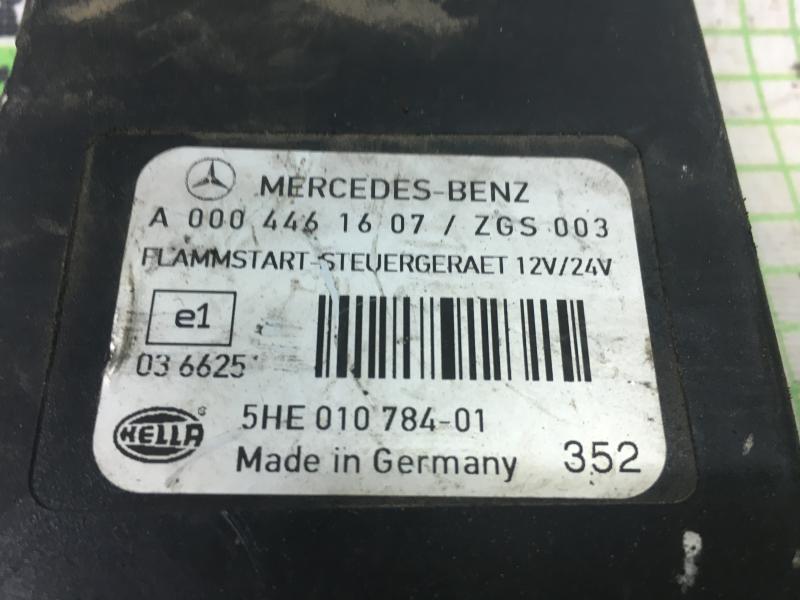 MERCEDES-BENZ
A 000 446 16 07 / ZGS 003
FLAMMSTART-STEUERGERAET 12V/24V
e1
03 6625
HELLA ©
5HE 010 784-01
Made in Germany 352